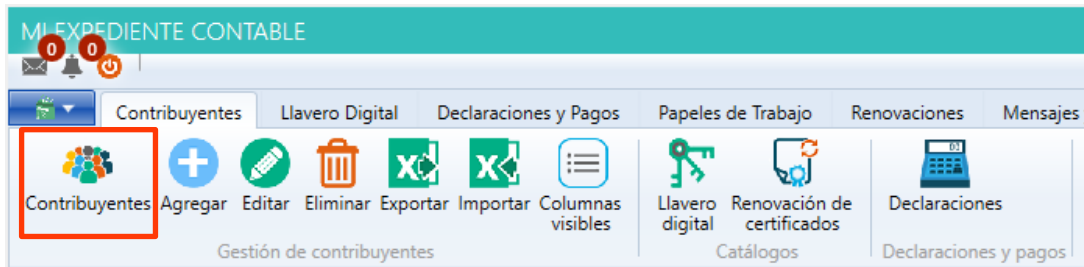 MI EXPEDIENTE CONTABLE
0 0
Contribuyentes Llavero Digital Declaraciones y Pagos Papeles de Trabajo Renovaciones Mensajes
Contribuyentes Agregar Editar Eliminar Exportar Importar Columnas visibles Llavero digital Renovación de certificados Declaraciones
Gestión de contribuyentes Catálogos Declaraciones y pagos